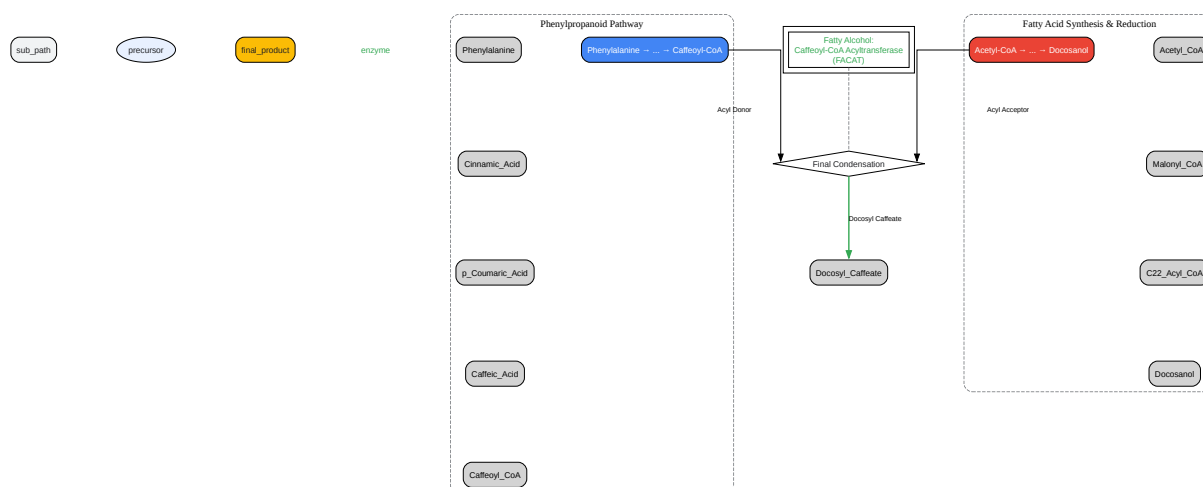 Phenylpropanoid Pathway
Fatty Acid Synthesis & Reduction
sub_path
precursor
final_product
enzyme
Phenylalanine
Phenylalanine → ... → Caffeoyl-CoA
Fatty Alcohol:
Caffeoyl-CoA Acyltransferase
(FACAT)
Acetyl-CoA → ... → Docosanol
Acetyl_CoA
Acyl Donor
Acyl Acceptor
Cinnamic_Acid
Final Condensation
Malonyl_CoA
Docosyl Caffeate
p_Coumaric_Acid
Docosyl_Caffeate
C22_Acyl_CoA
Caffeic_Acid
Docosanol
Caffeoyl_CoA